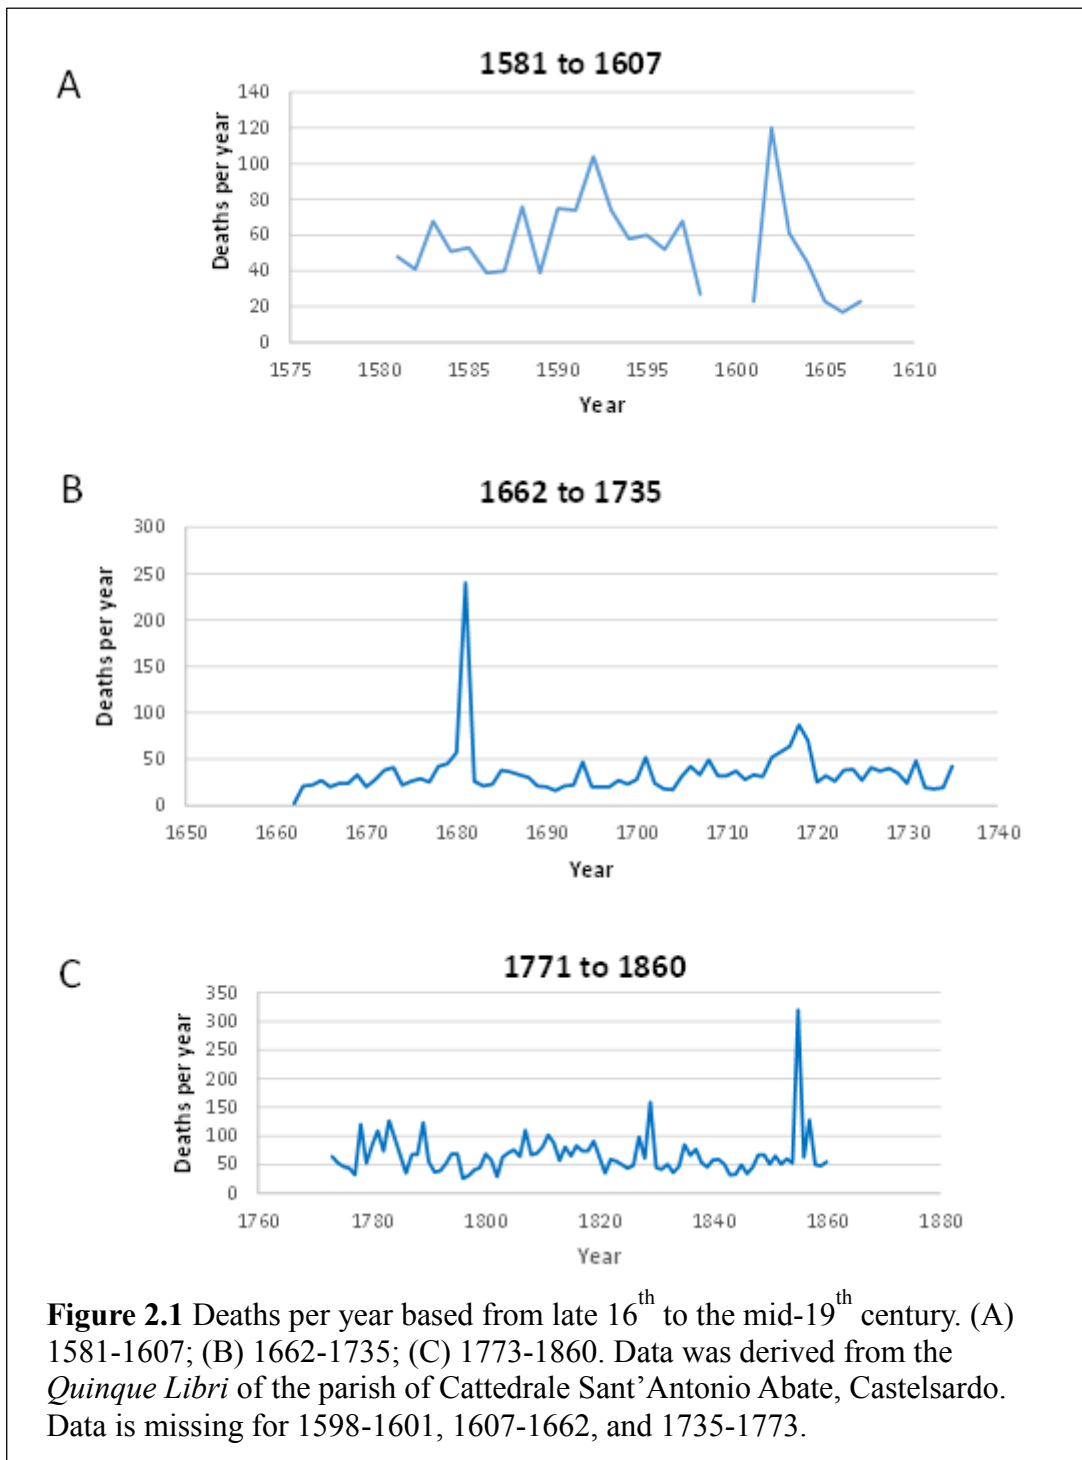 A
1581 to 1607
Deaths per year
140
120
100
80
60
40
20
0
1575 1580 1585 1590 1595 1600 1605 1610
Year
B
1662 to 1735
Deaths per year
300
250
200
150
100
50
0
1650 1660 1670 1680 1690 1700 1710 1720 1730 1740
Year
C
1771 to 1860
Deaths per year
350
300
250
200
150
100
50
0
1760 1780 1800 1820 1840 1860 1880
Year
Figure 2.1 Deaths per year based from late 16th to the mid-19th century. (A)
1581-1607; (B) 1662-1735; (C) 1773-1860. Data was derived from the
Quinque Libri of the parish of Cattedrale Sant’Antonio Abate, Castelsardo.
Data is missing for 1598-1601, 1607-1662, and 1735-1773.